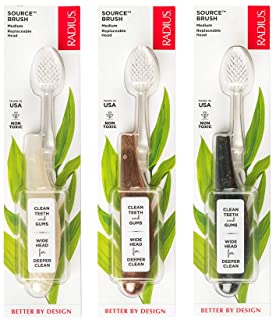 SOURCE™
BRUSH
Medium
Replaceable
Head
RADIUS.
MADE IN
USA
NON
TOXIC
CLEAN
TEETH
and
GUMS
WIDE
HEAD
for
DEEPER
CLEAN
BETTER BY DESIGN
SOURCE™
BRUSH
Medium
Replaceable
Head
RADIUS.
MADE IN
USA
NON
TOXIC
CLEAN
TEETH
and
GUMS
WIDE
HEAD
for
DEEPER
CLEAN
BETTER BY DESIGN
SOURCE™
BRUSH
Medium
Replaceable
Head
RADIUS.
MADE IN
USA
NON
TOXIC
CLEAN
TEETH
and
GUMS
WIDE
HEAD
for
DEEPER
CLEAN
BETTER BY DESIGN